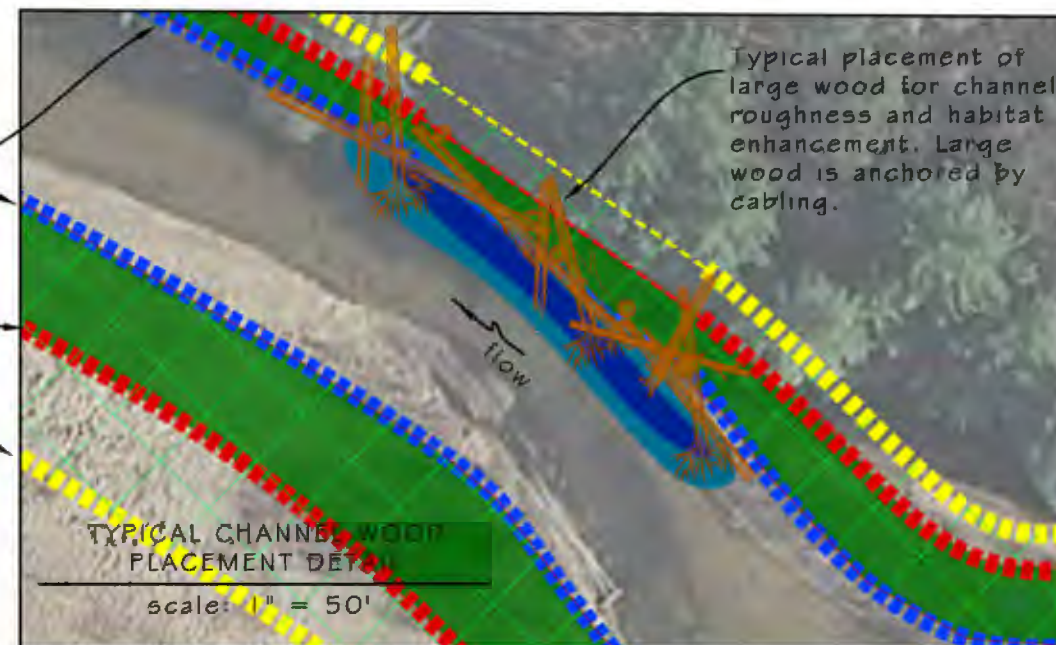 Typical placement of
large wood for channel
roughness and habitat
enhancement. Large
wood is anchored by
cabling.
flow
TYPICAL CHANNEL WOOD
PLACEMENT DETAIL
scale: 1" = 50'